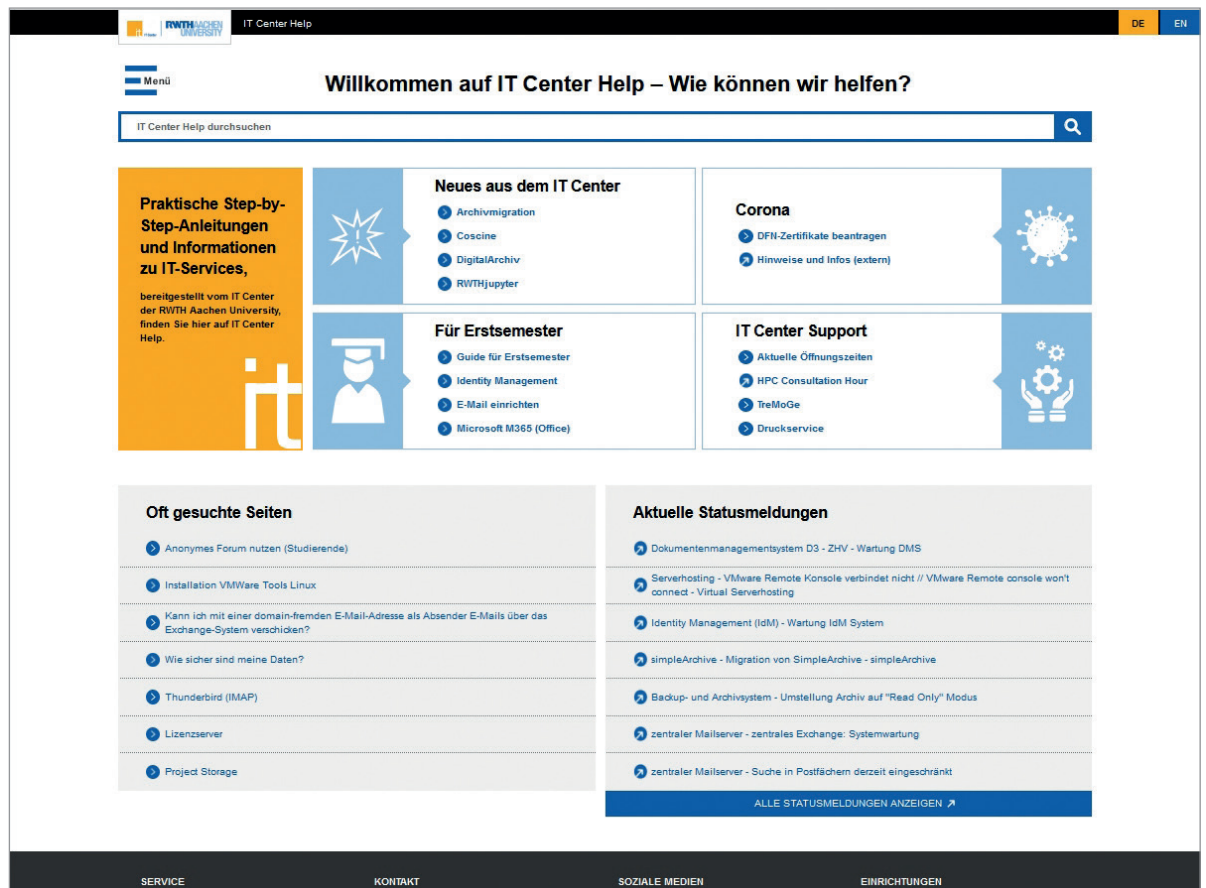 it
RWTHAACHEN
UNIVERSITY
IT Center Help
DE
EN
Menü
Willkommen auf IT Center Help – Wie können wir helfen?
IT Center Help durchsuchen
Praktische Step-by-
Step-Anleitungen
und Informationen
zu IT-Services,
bereitgestellt vom IT Center
der RWTH Aachen University,
finden Sie hier auf IT Center
Help.
it
Neues aus dem IT Center
Archivmigration
Coscine
DigitalArchiv
RWTHjupyter
Corona
DFN-Zertifikate beantragen
Hinweise und Infos (extern)
Für Erstsemester
Guide für Erstsemester
Identity Management
E-Mail einrichten
Microsoft M365 (Office)
IT Center Support
Aktuelle Öffnungszeiten
HPC Consultation Hour
TreMoGe
Druckservice
Oft gesuchte Seiten
Anonymes Forum nutzen (Studierende)
Installation VMWare Tools Linux
Kann ich mit einer domain-fremden E-Mail-Adresse als Absender E-Mails über das
Exchange-System verschicken?
Wie sicher sind meine Daten?
Thunderbird (IMAP)
Lizenzserver
Project Storage
Aktuelle Statusmeldungen
Dokumentenmanagementsystem D3 - ZHV - Wartung DMS
Serverhosting - VMware Remote Konsole verbindet nicht // VMware Remote console won't
connect - Virtual Serverhosting
Identity Management (IdM) - Wartung IdM System
simpleArchive - Migration von SimpleArchive - simpleArchive
Backup- und Archivsystem - Umstellung Archiv auf "Read Only" Modus
zentraler Mailserver - zentrales Exchange: Systemwartung
zentraler Mailserver - Suche in Postfächern derzeit eingeschränkt
ALLE STATUSMELDUNGEN ANZEIGEN
SERVICE
KONTAKT
SOZIALE MEDIEN
EINRICHTUNGEN